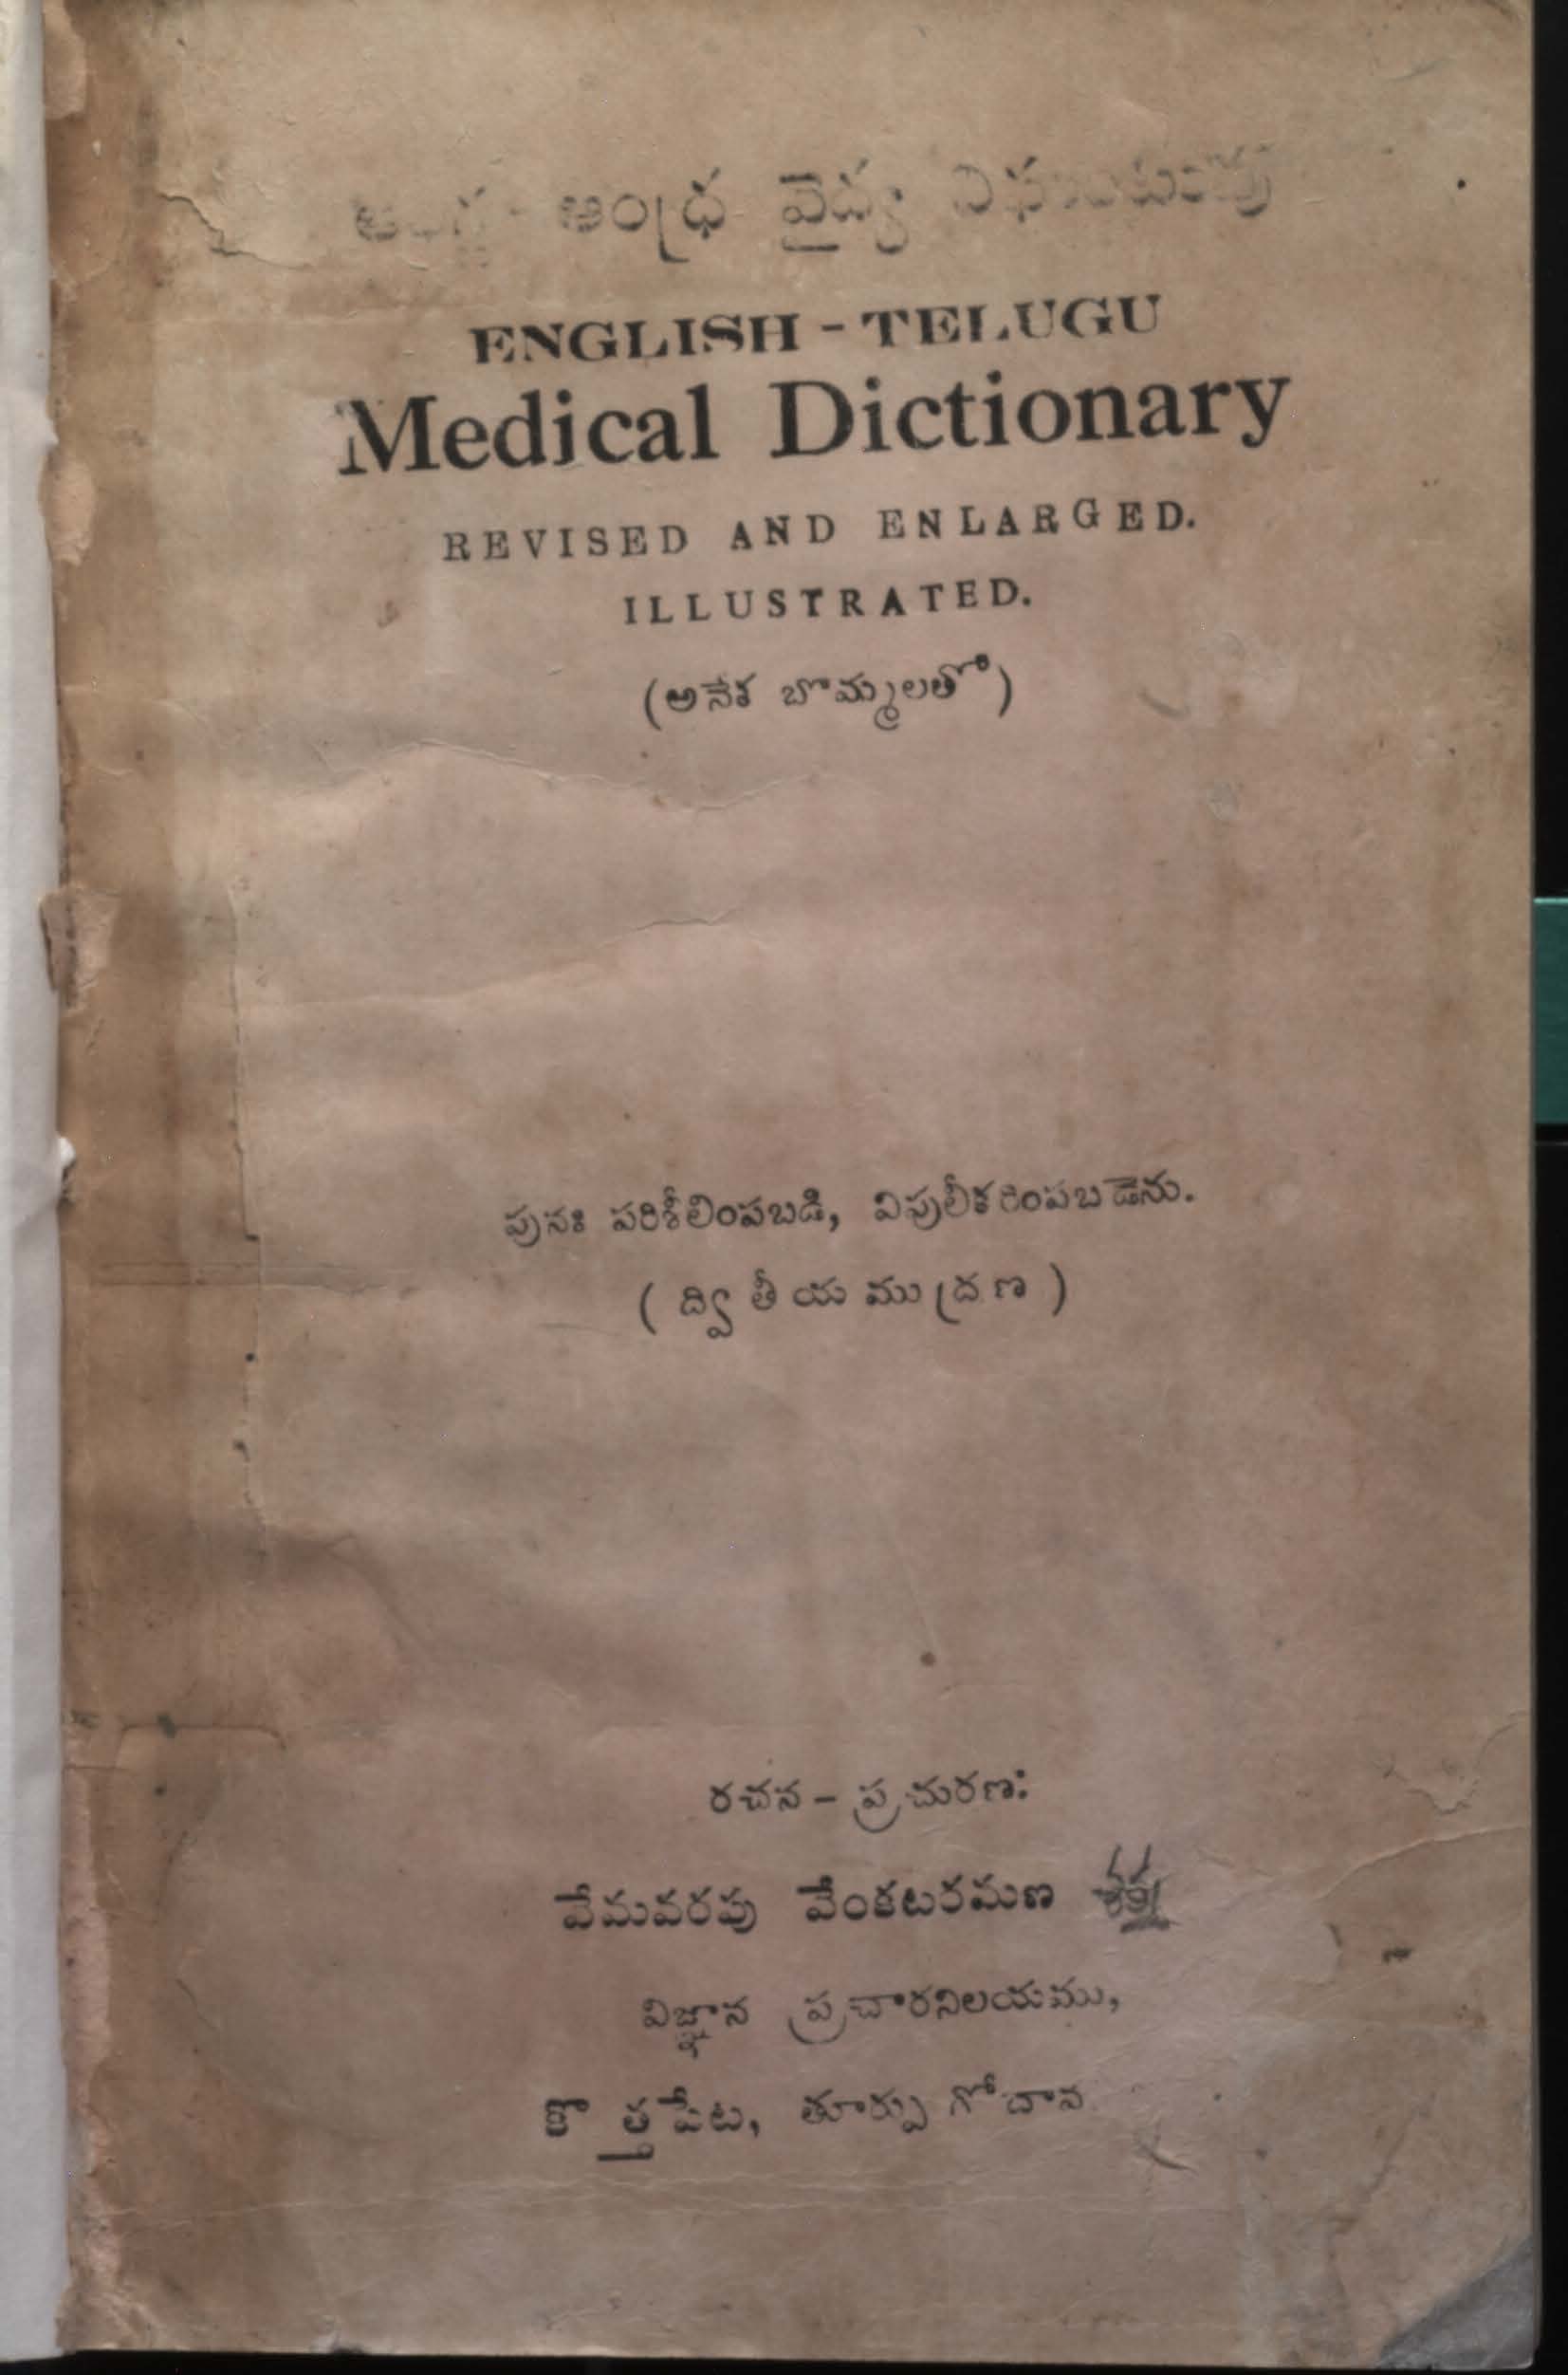 ఆంధ్ర వైద్య
ENGLISH - TELUGU
Medical Dictionary
REVISED AND ENLARGED.
ILLUSTRATED.
(అనేక బొమ్మలతో)
పునః పరిశీలింపబడి, విపులీకరింపబడెను.
( ద్వితీయముద్రణ )
రచన - ప్రచురణ:
వేమవరపు వేంకటరమణ
విజ్ఞాన ప్రచారనిలయము,
కొత్తపేట, తూర్పు